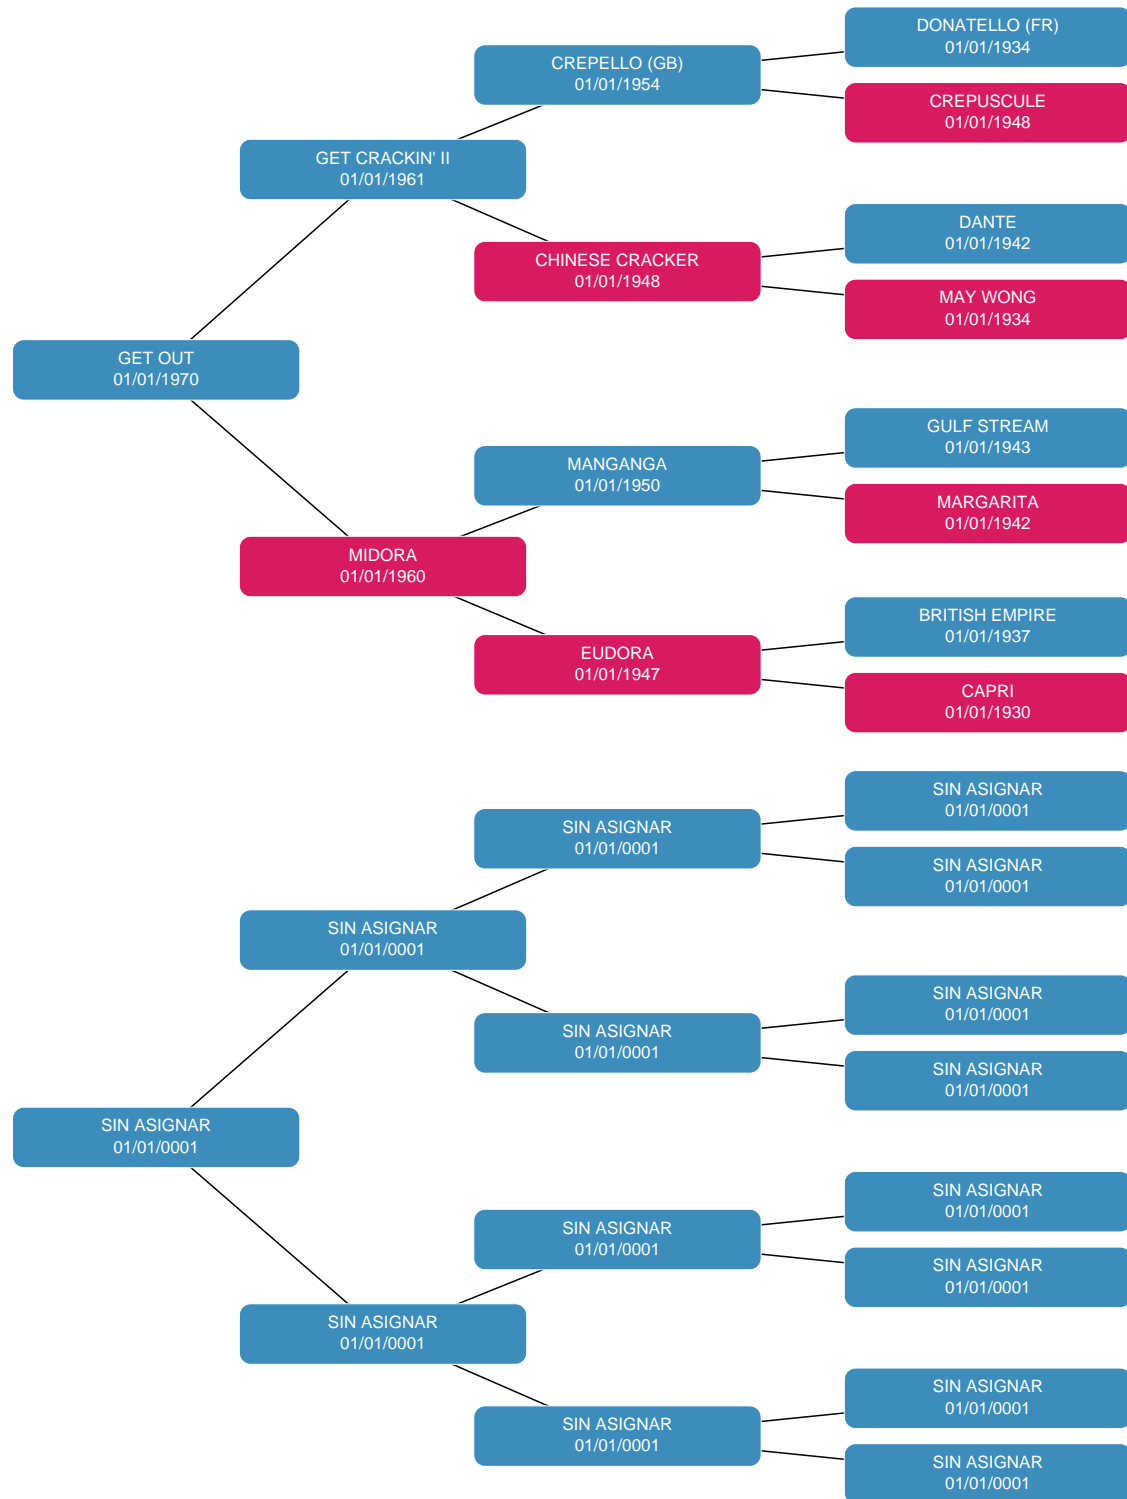 DONATELLO (FR)
01/01/1934
CREPELLO (GB)
01/01/1954
CREPUSCULE
01/01/1948
GET CRACKIN' II
01/01/1961
DANTE
01/01/1942
CHINESE CRACKER
01/01/1948
MAY WONG
01/01/1934
GET OUT
01/01/1970
GULF STREAM
01/01/1943
MANGANGA
01/01/1950
MARGARITA
01/01/1942
MIDORA
01/01/1960
BRITISH EMPIRE
01/01/1937
EUDORA
01/01/1947
CAPRI
01/01/1930
SIN ASIGNAR
01/01/0001
SIN ASIGNAR
01/01/0001
SIN ASIGNAR
01/01/0001
SIN ASIGNAR
01/01/0001
SIN ASIGNAR
01/01/0001
SIN ASIGNAR
01/01/0001
SIN ASIGNAR
01/01/0001
SIN ASIGNAR
01/01/0001
SIN ASIGNAR
01/01/0001
SIN ASIGNAR
01/01/0001
SIN ASIGNAR
01/01/0001
SIN ASIGNAR
01/01/0001
SIN ASIGNAR
01/01/0001
SIN ASIGNAR
01/01/0001
SIN ASIGNAR
01/01/0001